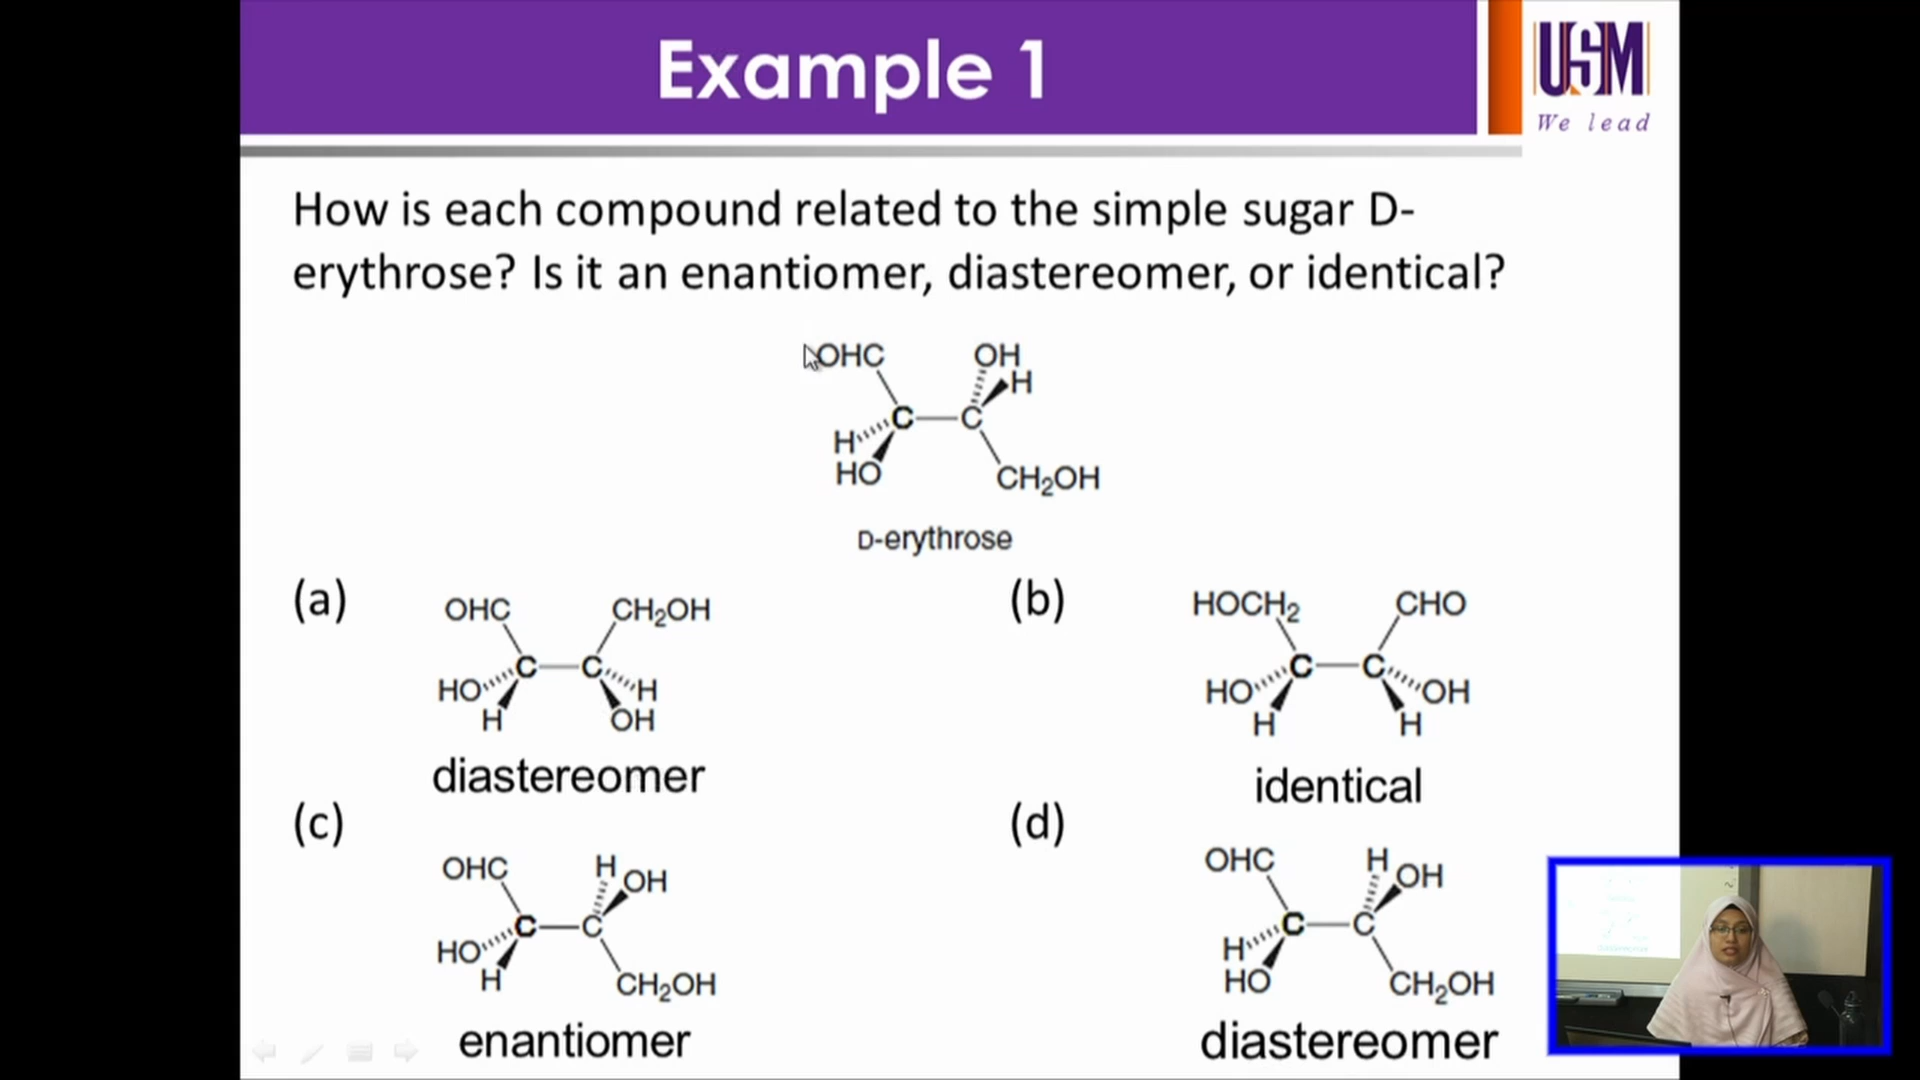 Example 1
USM
We lead
How is each compound related to the simple sugar D-
erythrose? Is it an enantiomer, diastereomer, or identical?
OHC OH
H
C C
H
HO CH₂OH
D-erythrose
(a) (b)
OHC CH₂OH
C C
HO H
H OH
diastereomer
HOCH₂ CHO
C C
HO OH
H H
identical
(c) (d)
OHC H OH
C C
HO
H CH₂OH
enantiomer
OHC H OH
C C
H
HO CH₂OH
diastereomer